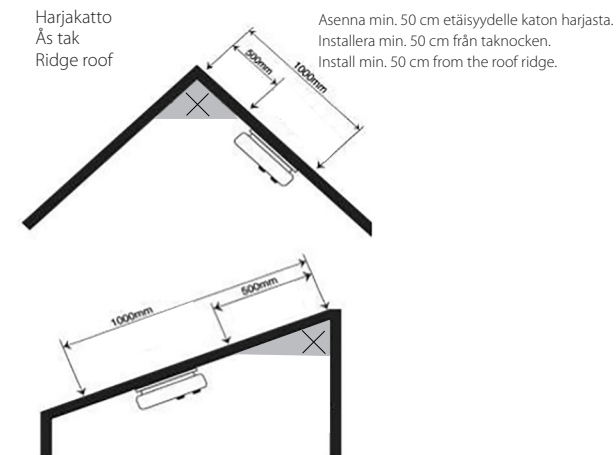 Harjakatto
Ås tak
Ridge roof
Asenna min. 50 cm etäisyydelle katon harjasta.
Installera min. 50 cm från taknocken.
Install min. 50 cm from the roof ridge.
500mm
1000mm
500mm
1000mm